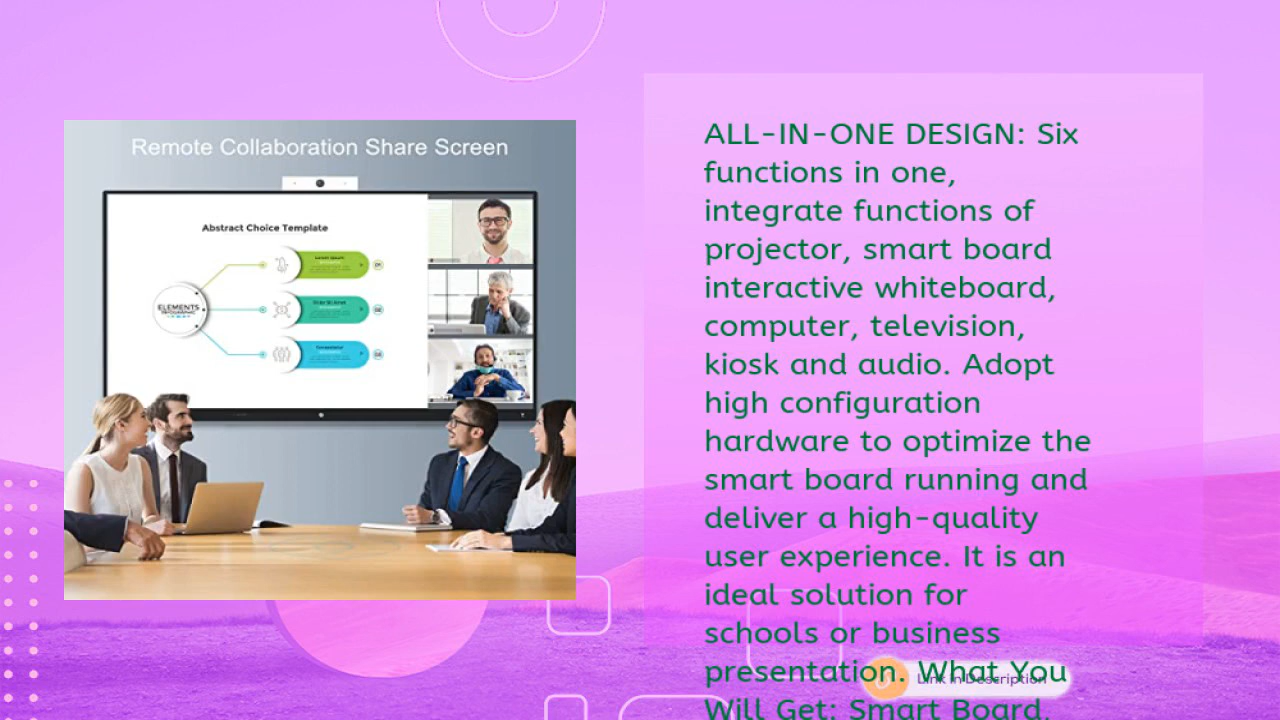 Remote Collaboration Share Screen
Abstract Choice Template
ELEMENTS
INFOGRAPHIC
ALL-IN-ONE DESIGN: Six
functions in one,
integrate functions of
projector, smart board
interactive whiteboard,
computer, television,
kiosk and audio. Adopt
high configuration
hardware to optimize the
smart board running and
deliver a high-quality
user experience. It is an
ideal solution for
schools or business
presentation. What You
Link in Description
Will Get: Smart Board,